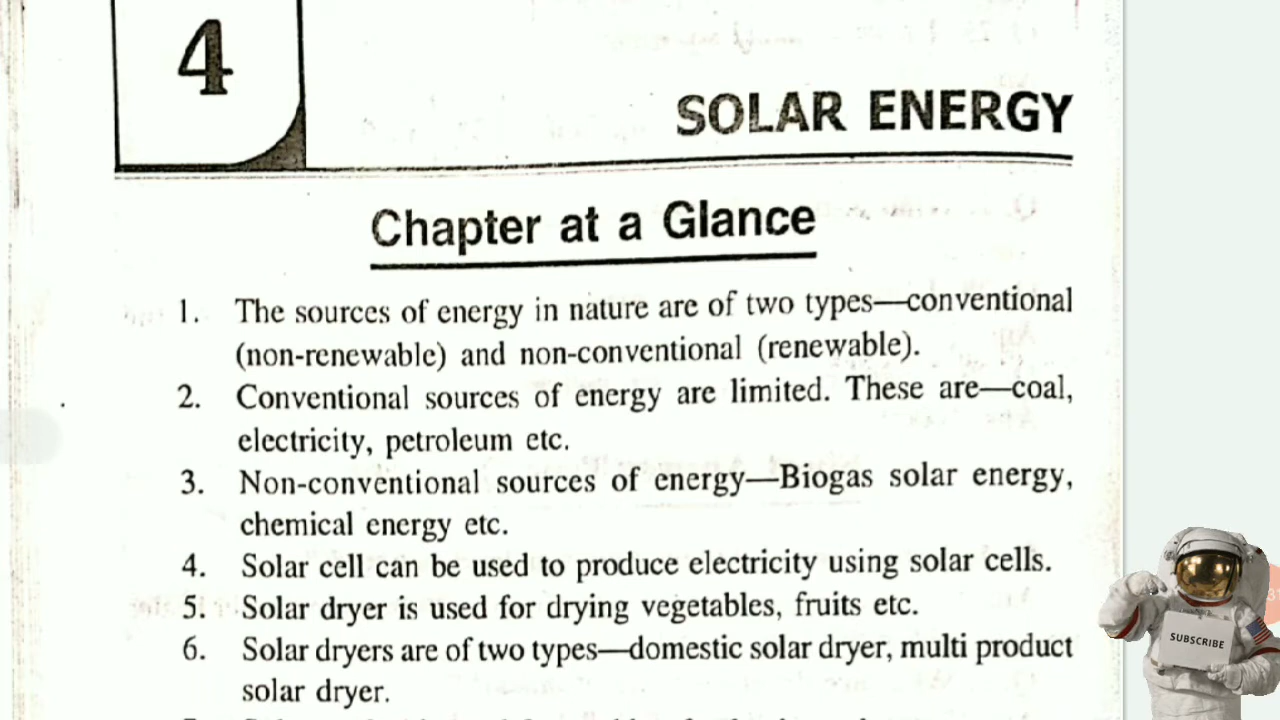 4
SOLAR ENERGY
Chapter at a Glance
1. The sources of energy in nature are of two types—conventional
(non-renewable) and non-conventional (renewable).
2. Conventional sources of energy are limited. These are—coal,
electricity, petroleum etc.
3. Non-conventional sources of energy—Biogas solar energy,
chemical energy etc.
4. Solar cell can be used to produce electricity using solar cells.
5. Solar dryer is used for drying vegetables, fruits etc.
6. Solar dryers are of two types—domestic solar dryer, multi product
solar dryer.
SUBSCRIBE